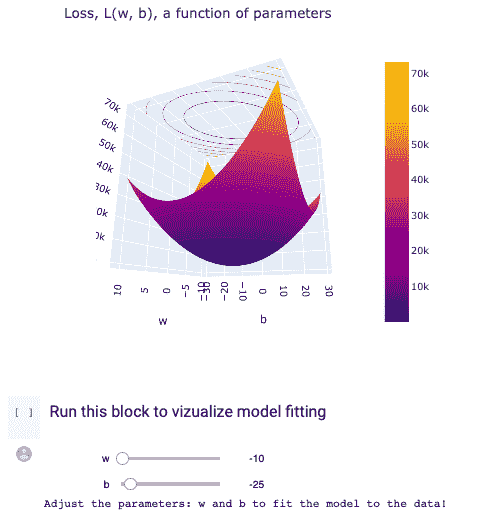 Loss, L(w, b), a function of parameters
70k
60k
50k
40k
30k
0k
0k
10
5
0
−5
−10
−30
−20
−10
0
10
20
30
w
b
70k
60k
50k
40k
30k
20k
10k
[ ]
Run this block to vizualize model fitting
w
-10
b
-25
Adjust the parameters: w and b to fit the model to the data!